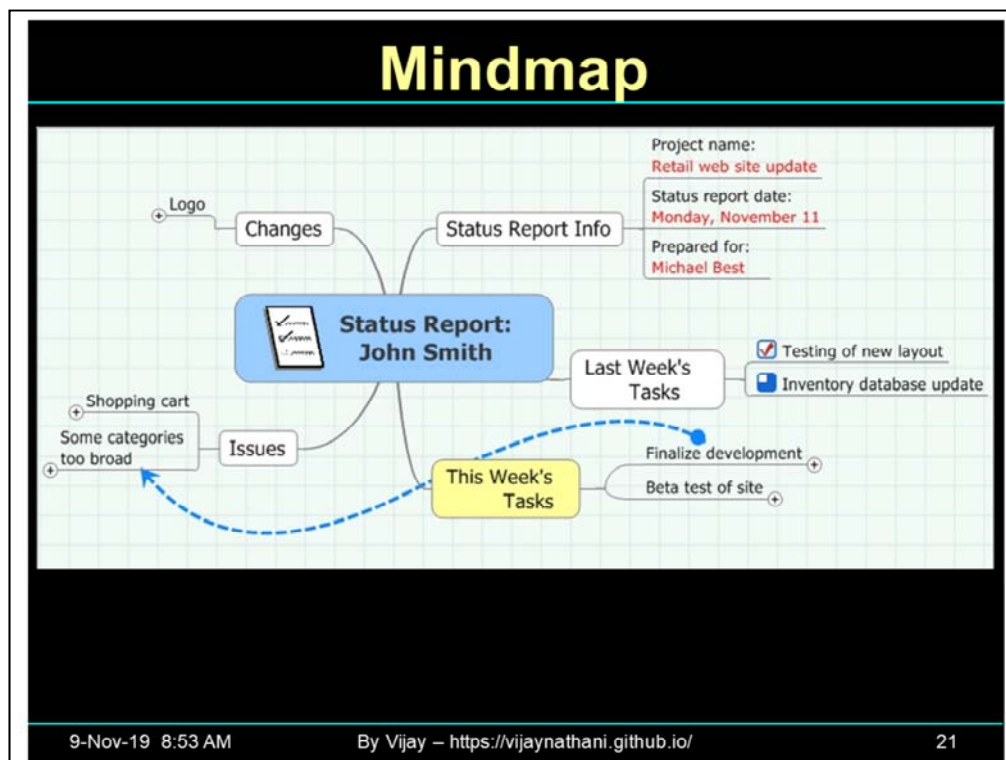 Mindmap
Project name:
Retail web site update
Status report date:
Monday, November 11
Prepared for:
Michael Best
Status Report Info
Logo
Changes
Status Report:
John Smith
Last Week's
Tasks
Testing of new layout
Inventory database update
Shopping cart
Some categories
too broad
Issues
This Week's
Tasks
Finalize development
Beta test of site
9-Nov-19 8:53 AM
By Vijay – https://vijaynathani.github.io/
21